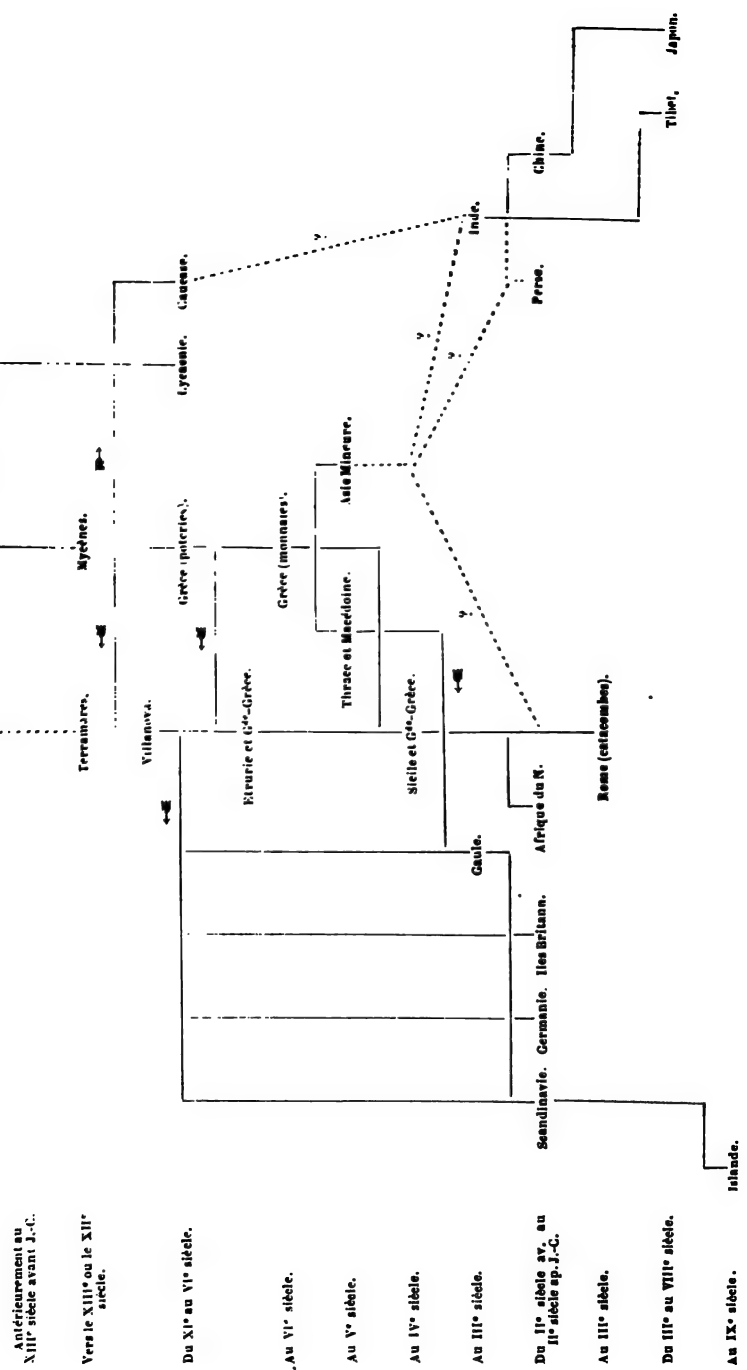 Antérieurement au
XIIIe siècle avant J.-C.
Vers le XIIIe ou le XIIe
siècle.
Terramares.
Mycènes.
Du XIe au VIe siècle.
Villanova.
Grèce (poteries).
Lycaonie.
Caucase.
Au VIe siècle.
Etrurie et Gde-Grèce.
Grèce (monnaies).
?
Au Ve siècle.
Thrace et Macédoine.
Asie Mineure.
Au IVe siècle.
Sicile et Gde-Grèce.
?
?
Au IIIe siècle.
Gaule.
?
Inde.
Du IIe siècle av. au
IIe siècle ap. J.-C.
Scandinavie.
Germanie.
Iles Britann.
Afrique du N.
Perse.
Chine.
Au IIIe siècle.
Rome (catacombes).
Du IIIe au VIIIe siècle.
Tibet.
Japon.
Au IXe siècle.
Islande.